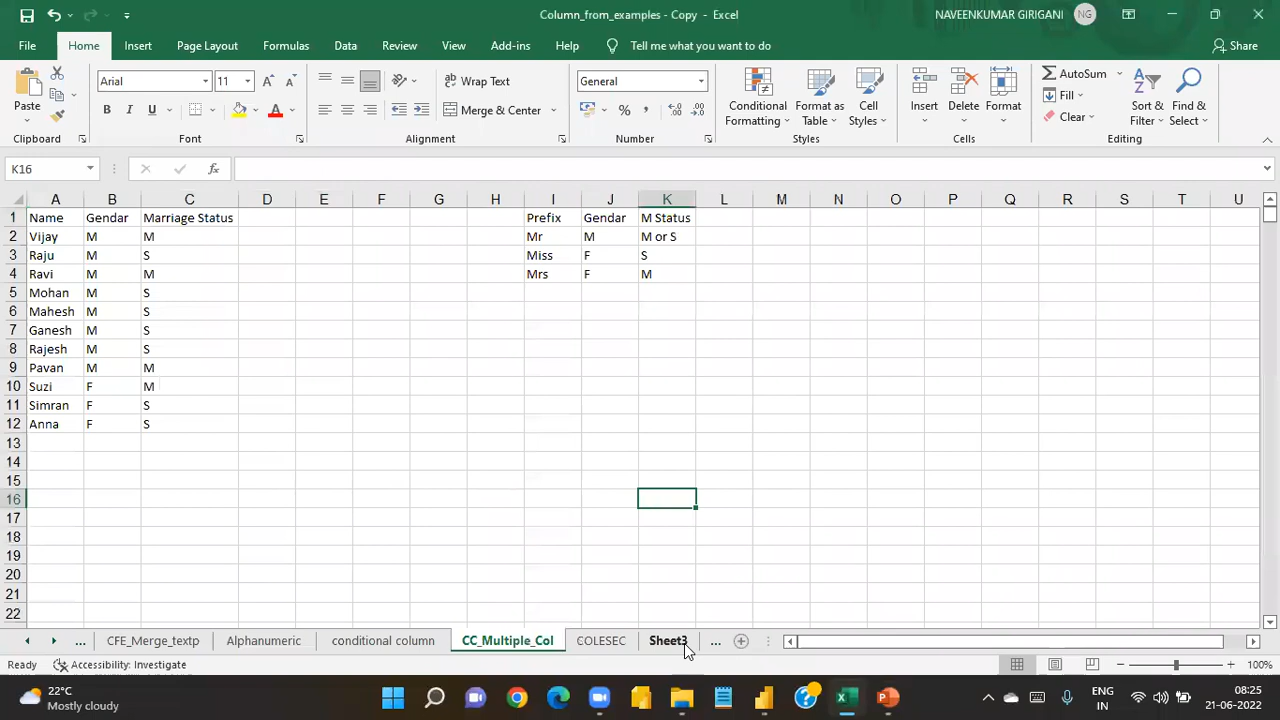 Column_from_examples - Copy - Excel
NAVEENKUMAR GIRIGANI NG
File Home Insert Page Layout Formulas Data Review View Add-ins Help Tell me what you want to do Share
Paste
Arial 11
Wrap Text
General
Conditional Formatting
Format as Table
Cell Styles
Insert Delete Format
AutoSum
Fill
Clear
Sort & Filter
Find & Select
B I U A
Merge & Center
% ,
Clipboard Font Alignment Number Styles Cells Editing
K16 fx
A B C D E F G H I J K L M N O P Q R S T U
1 Name Gendar Marriage Status Prefix Gendar M Status
2 Vijay M M Mr M M or S
3 Raju M S Miss F S
4 Ravi M M Mrs F M
5 Mohan M S
6 Mahesh M S
7 Ganesh M S
8 Rajesh M S
9 Pavan M M
10 Suzi F M
11 Simran F S
12 Anna F S
13
14
15
16
17
18
19
20
21
22
... CFE_Merge_textp Alphanumeric conditional column CC_Multiple_Col COLESEC Sheet3 ...
Ready Accessibility: Investigate 100%
22°C
Mostly cloudy
ENG
IN
08:25
21-06-2022